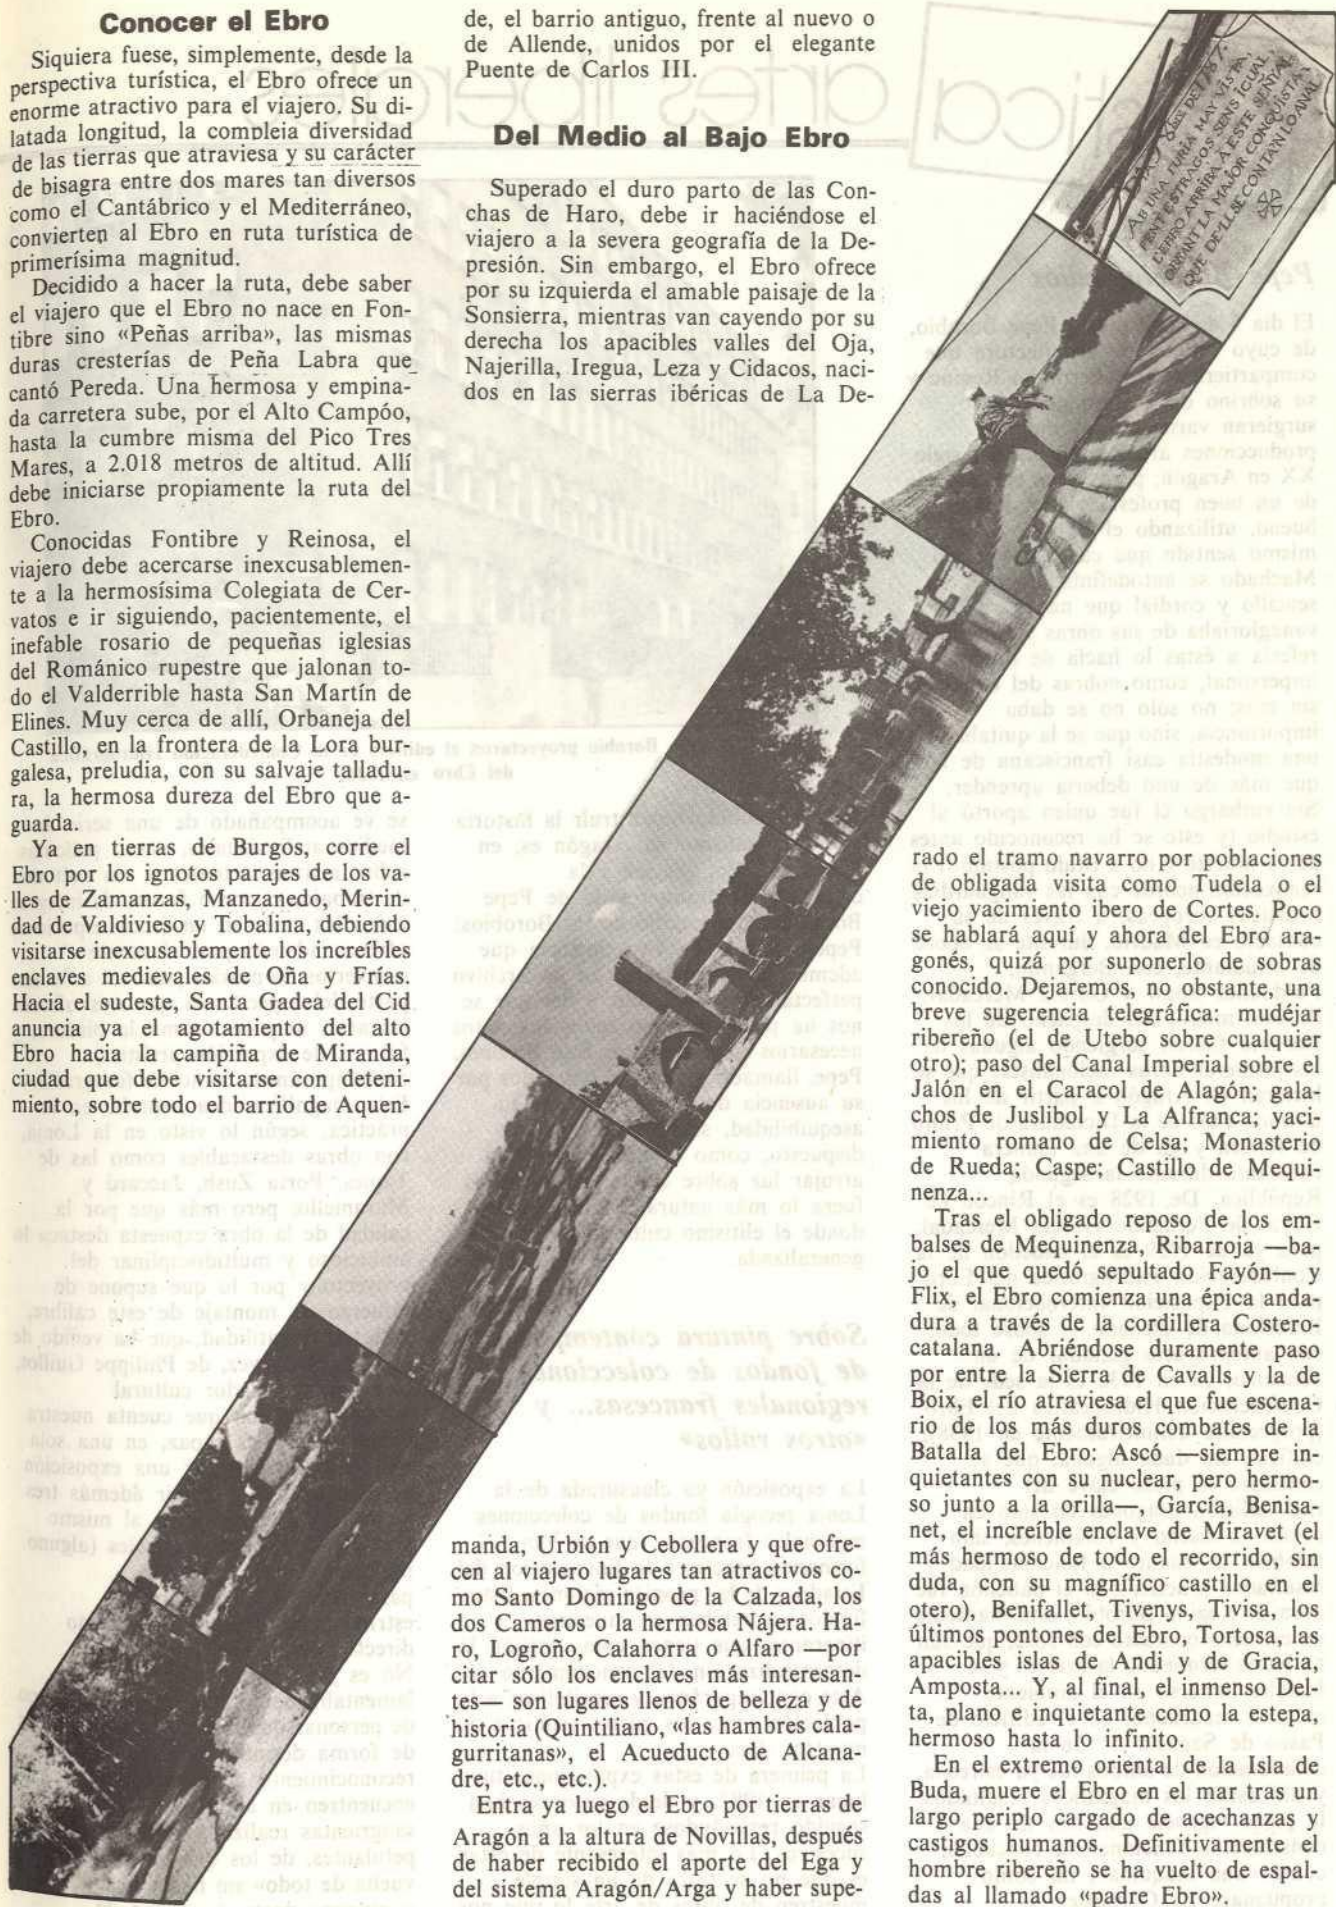 Conocer el Ebro
Siquiera fuese, simplemente, desde la
perspectiva turística, el Ebro ofrece un
enorme atractivo para el viajero. Su di-
latada longitud, la compleia diversidad
de las tierras que atraviesa y su carácter
de bisagra entre dos mares tan diversos
como el Cantábrico y el Mediterráneo,
convierten al Ebro en ruta turística de
primerísima magnitud.
Decidido a hacer la ruta, debe saber
el viajero que el Ebro no nace en Fon-
tibre sino «Peñas arriba», las mismas
duras cresterías de Peña Labra que
cantó Pereda. Una hermosa y empina-
da carretera sube, por el Alto Campóo,
hasta la cumbre misma del Pico Tres
Mares, a 2.018 metros de altitud. Allí
debe iniciarse propiamente la ruta del
Ebro.
Conocidas Fontibre y Reinosa, el
viajero debe acercarse inexcusablemen-
te a la hermosísima Colegiata de Cer-
vatos e ir siguiendo, pacientemente, el
inefable rosario de pequeñas iglesias
del Románico rupestre que jalonan to-
do el Valderrible hasta San Martín de
Elines. Muy cerca de allí, Orbaneja del
Castillo, en la frontera de la Lora bur-
galesa, preludia, con su salvaje talladu-
ra, la hermosa dureza del Ebro que a-
guarda.
Ya en tierras de Burgos, corre el
Ebro por los ignotos parajes de los va-
lles de Zamanzas, Manzanedo, Merin-
dad de Valdivieso y Tobalina, debiendo
visitarse inexcusablemente los increíbles
enclaves medievales de Oña y Frías.
Hacia el sudeste, Santa Gadea del Cid
anuncia ya el agotamiento del alto
Ebro hacia la campiña de Miranda,
ciudad que debe visitarse con deteni-
miento, sobre todo el barrio de Aquen-
de, el barrio antiguo, frente al nuevo o
de Allende, unidos por el elegante
Puente de Carlos III.
Del Medio al Bajo Ebro
Superado el duro parto de las Con-
chas de Haro, debe ir haciéndose el
viajero a la severa geografía de la De-
presión. Sin embargo, el Ebro ofrece
por su izquierda el amable paisaje de la
Sonsierra, mientras van cayendo por su
derecha los apacibles valles del Oja,
Najerilla, Iregua, Leza y Cidacos, naci-
dos en las sierras ibéricas de La De-
manda, Urbión y Cebollera y que ofre-
cen al viajero lugares tan atractivos co-
mo Santo Domingo de la Calzada, los
dos Cameros o la hermosa Nájera. Ha-
ro, Logroño, Calahorra o Alfaro —por
citar sólo los enclaves más interesan-
tes— son lugares llenos de belleza y de
historia (Quintiliano, «las hambres cala-
gurritanas», el Acueducto de Alcana-
dre, etc., etc.).
Entra ya luego el Ebro por tierras de
Aragón a la altura de Novillas, después
de haber recibido el aporte del Ega y
del sistema Aragón/Arga y haber supe-
rado el tramo navarro por poblaciones
de obligada visita como Tudela o el
viejo yacimiento ibero de Cortes. Poco
se hablará aquí y ahora del Ebro ara-
gonés, quizá por suponerlo de sobras
conocido. Dejaremos, no obstante, una
breve sugerencia telegráfica: mudéjar
ribereño (el de Utebo sobre cualquier
otro); paso del Canal Imperial sobre el
Jalón en el Caracol de Alagón; gala-
chos de Juslibol y La Alfranca; yaci-
miento romano de Celsa; Monasterio
de Rueda; Caspe; Castillo de Mequi-
nenza...
Tras el obligado reposo de los em-
balses de Mequinenza, Ribarroja —ba-
jo el que quedó sepultado Fayón— y
Flix, el Ebro comienza una épica anda-
dura a través de la cordillera Costero-
catalana. Abriéndose duramente paso
por entre la Sierra de Cavalls y la de
Boix, el río atraviesa el que fue escena-
rio de los más duros combates de la
Batalla del Ebro: Ascó —siempre in-
quietantes con su nuclear, pero hermo-
so junto a la orilla—, García, Benisa-
net, el increíble enclave de Miravet (el
más hermoso de todo el recorrido, sin
duda, con su magnífico castillo en el
otero), Benifallet, Tivenys, Tivisa, los
últimos pontones del Ebro, Tortosa, las
apacibles islas de Andi y de Gracia,
Amposta... Y, al final, el inmenso Del-
ta, plano e inquietante como la estepa,
hermoso hasta lo infinito.
En el extremo oriental de la Isla de
Buda, muere el Ebro en el mar tras un
largo periplo cargado de acechanzas y
castigos humanos. Definitivamente el
hombre ribereño se ha vuelto de espal-
das al llamado «padre Ebro».
DE 1787.
AB UNA FURIA MAY VISTA,
FENT ESTRAGOS SENS IGUAL
L'EBRO ARRIBA A ESTE SENYAL
LA MAJOR CONQUISTA